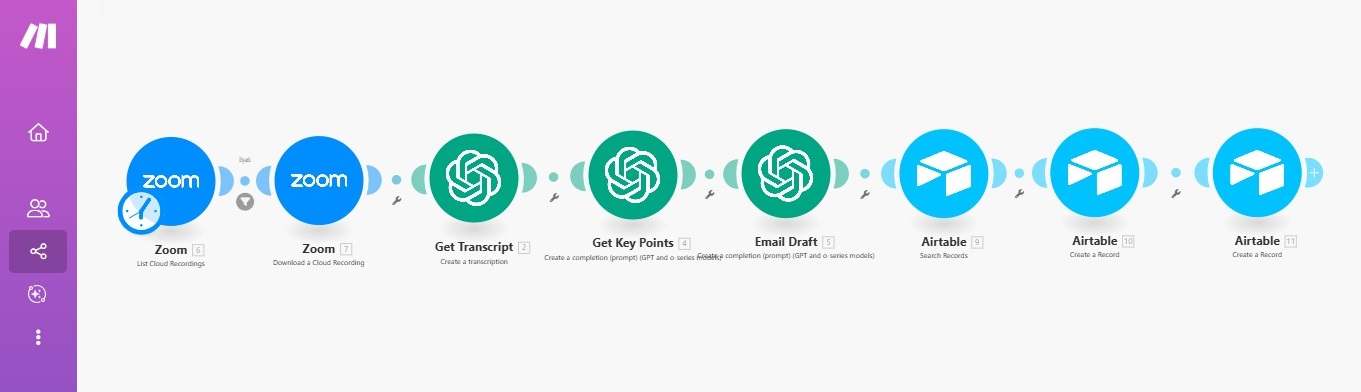 zoom
zoom
Zoom 6
List Cloud Recordings
Zoom 7
Download a Cloud Recording
Get Transcript 2
Create a transcription
Get Key Points 4
Create a completion (prompt) (GPT and o-series models)
Email Draft 5
Create a completion (prompt) (GPT and o-series models)
Airtable 9
Search Records
Airtable 10
Create a Record
Airtable 11
Create a Record